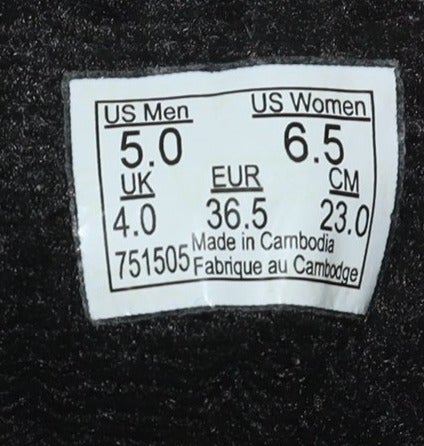 US Men US Women
5.0 6.5
UK EUR CM
4.0 36.5 23.0
751505 Made in Cambodia
Fabrique au Cambodge